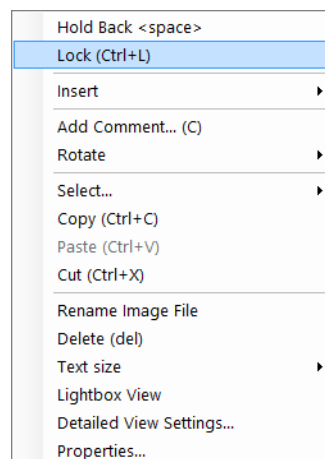 Hold Back <space>
Lock (Ctrl+L)
Insert
Add Comment... (C)
Rotate
Select...
Copy (Ctrl+C)
Paste (Ctrl+V)
Cut (Ctrl+X)
Rename Image File
Delete (del)
Text size
Lightbox View
Detailed View Settings...
Properties...